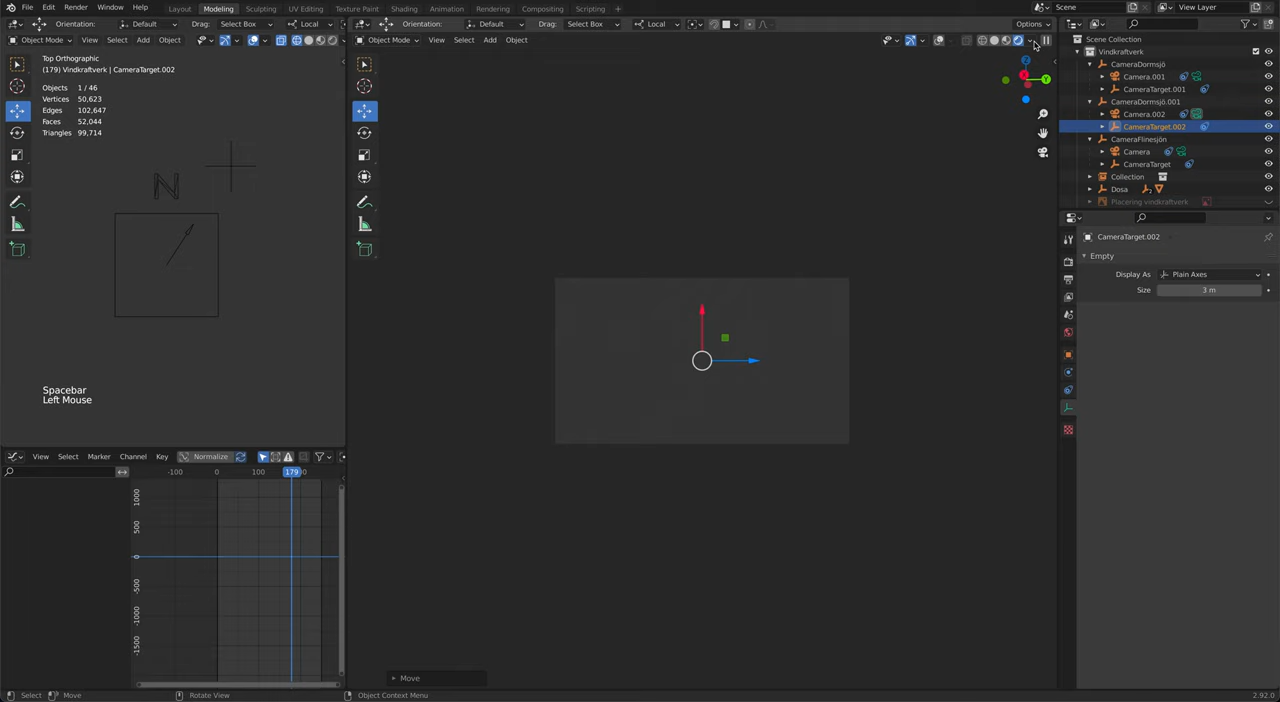 File Edit Render Window Help Layout Modeling Sculpting UV Editing Texture Paint Shading Animation Rendering Compositing Scripting + Scene View Layer
Orientation: Default Drag: Select Box Local
Orientation: Default Drag: Select Box Local Options
Object Mode View Select Add Object
Object Mode View Select Add Object
Top Orthographic
(179) Vindkraftverk | CameraTarget.002
Objects 1 / 46
Vertices 50,623
Edges 102,647
Faces 52,044
Triangles 99,714
N
Spacebar
Left Mouse
Z
Y
Move
Scene Collection
Vindkraftverk
CameraDormsjö
Camera.001
CameraTarget.001
CameraDormsjö.001
Camera.002
CameraTarget.002
CameraFlinesjön
Camera
CameraTarget
Collection
Dosa 2
Placering vindkraftverk
CameraTarget.002
Empty
Display As Plain Axes
Size 3 m
View Select Marker Channel Key Normalize
-100 0 100 179
1000
500
0
-500
-1000
-1500
Select Move Rotate View Object Context Menu 2.92.0